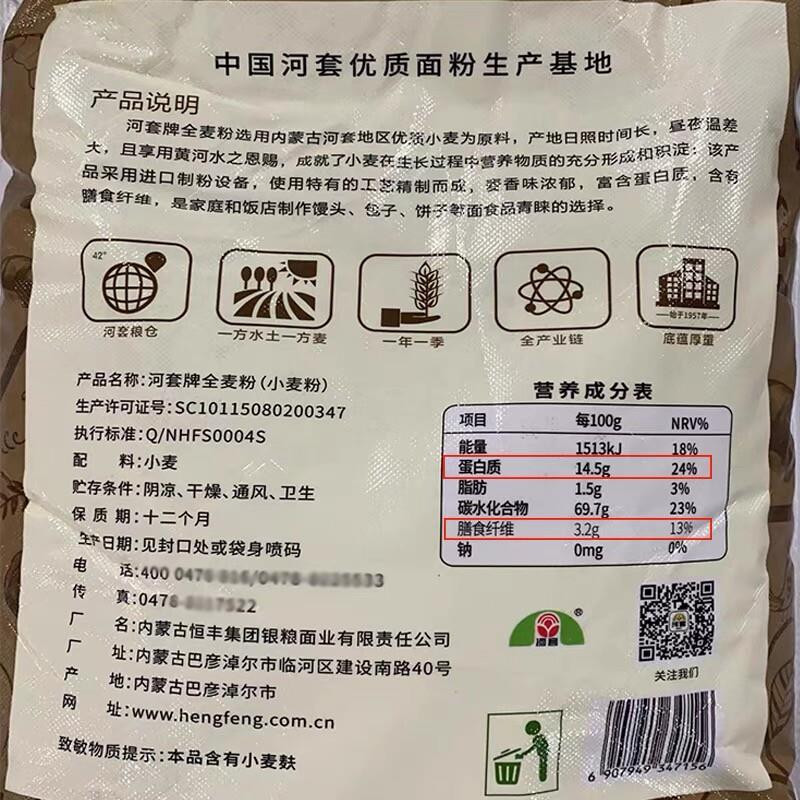 中国河套优质面粉生产基地
产品说明
河套牌全麦粉选用内蒙古河套地区优质小麦为原料，产地日照时间长，昼夜温差
大，且享用黄河水之恩赐，成就了小麦在生长过程中营养物质的充分形成和积淀；该产
品采用进口制粉设备，使用特有的工艺精制而成，麦香味浓郁，富含蛋白质，含有
膳食纤维，是家庭和饭店制作馒头、包子、饼子等面食品青睐的选择。
42°
始于1957年
河套粮仓 一方水土一方麦 一年一季 全产业链 底蕴厚重
产品名称：河套牌全麦粉（小麦粉）
生产许可证号：SC10115080200347
执行标准：Q/NHFS0004S
配 料：小麦
贮存条件：阴凉、干燥、通风、卫生
保质期：十二个月
生产日期：见封口处或袋身喷码
电 话：400 0478
传 真：0478
厂 名：内蒙古恒丰集团银粮面业有限责任公司
厂 址：内蒙古巴彦淖尔市临河区建设南路40号
产 地：内蒙古巴彦淖尔市
网 址：www.hengfeng.com.cn
致敏物质提示：本品含有小麦麸
营养成分表
项目 每100g NRV%
能量 1513kJ 18%
蛋白质 14.5g 24%
脂肪 1.5g 3%
碳水化合物 69.7g 23%
膳食纤维 3.2g 13%
钠 0mg 0%
河套
®
河套
关注我们
6 907949 347156